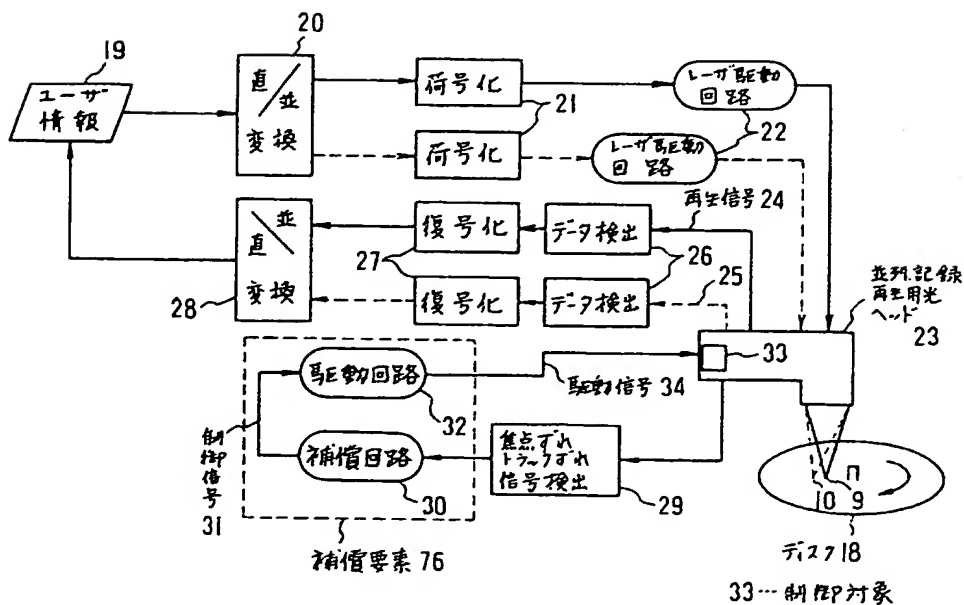 19
ユーザ
情報
20
直/並
変換
荷号化
荷号化
21
レーザ駆動
回路
レーザ駆動
回路
22
再生信号 24
並/直
変換
28
復号化
復号化
27
データ検出
データ検出
26
25
並列記録
再生用光
ヘッド
23
33
駆動回路
32
駆動信号 34
制御信号
31
補償回路
30
焦点ずれ
トラックずれ
信号検出
29
補償要素 76
10
9
ディスク18
33…制御対象